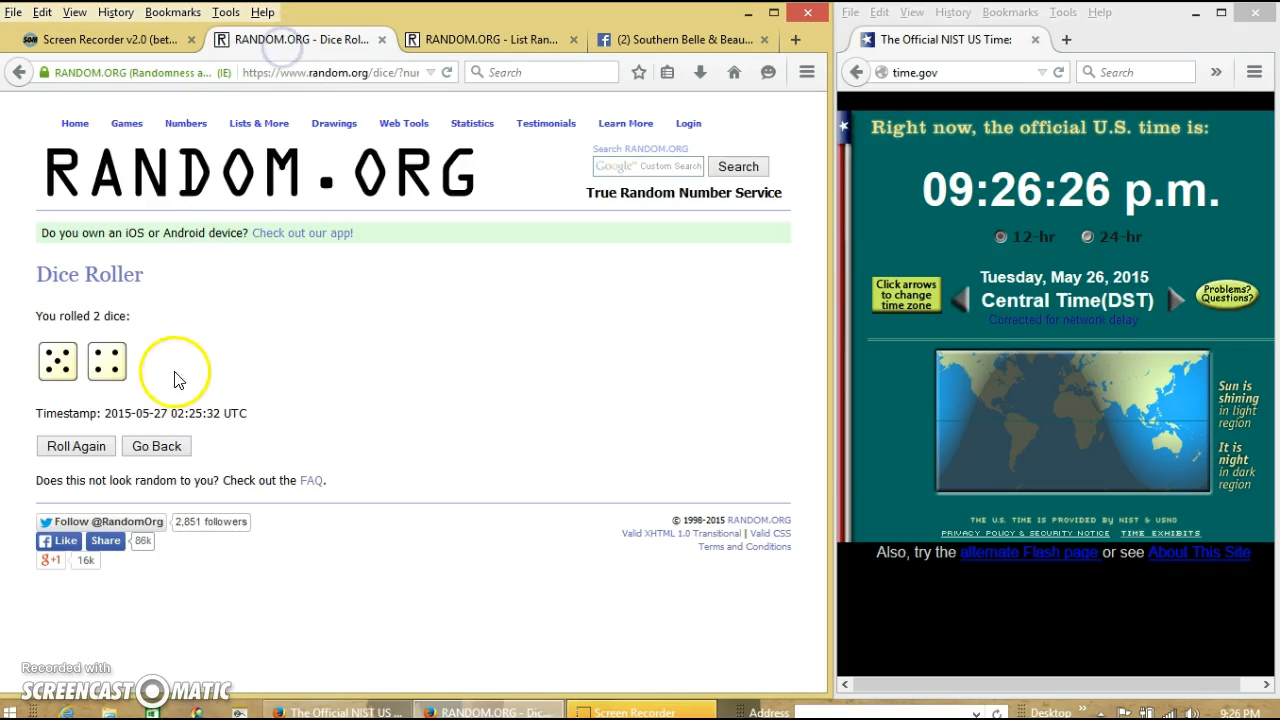 File Edit View History Bookmarks Tools Help
Screen Recorder v2.0 (bet...
RANDOM.ORG - Dice Rol...
RANDOM.ORG - List Ran...
(2) Southern Belle & Beau...
RANDOM.ORG (Randomness a... (IE)
https://www.random.org/dice/?nur
Search
Home Games Numbers Lists & More Drawings Web Tools Statistics Testimonials Learn More Login
RANDOM.ORG
Search RANDOM.ORG
Google™ Custom Search
Search
True Random Number Service
Do you own an iOS or Android device? Check out our app!
Dice Roller
You rolled 2 dice:
Timestamp: 2015-05-27 02:25:32 UTC
Roll Again
Go Back
Does this not look random to you? Check out the FAQ.
Follow @RandomOrg
2,851 followers
Like
Share
86k
g+1
16k
© 1998-2015 RANDOM.ORG
Valid XHTML 1.0 Transitional | Valid CSS
Terms and Conditions
Recorded with
SCREENCAST MATIC
File Edit View History Bookmarks Tools Help
The Official NIST US Time:
time.gov
Search
Right now, the official U.S. time is:
09:26:26 p.m.
12-hr
24-hr
Click arrows
to change
time zone
Tuesday, May 26, 2015
Central Time(DST)
Corrected for network delay
Problems?
Questions?
Sun is
shining
in light
region
It is
night
in dark
region
THE U.S. TIME IS PROVIDED BY NIST & USNO
PRIVACY POLICY & SECURITY NOTICE TIME EXHIBITS
Also, try the alternate Flash page or see About This Site
The Official NIST US ...
RANDOM.ORG - Dic...
Screen Recorder
Address
Desktop
9:26 PM